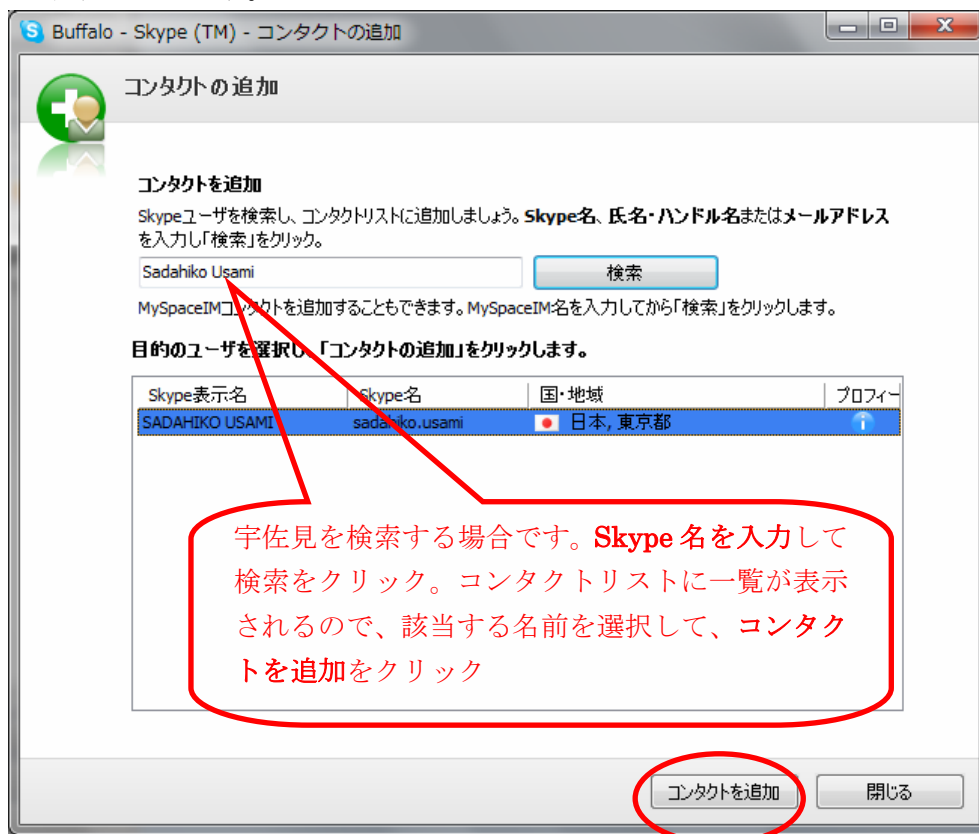 Buffalo - Skype (TM) - コンタクトの追加
コンタクトの追加
コンタクトを追加
Skypeユーザを検索し、コンタクトリストに追加しましょう。Skype名、氏名・ハンドル名またはメールアドレス
を入力し「検索」をクリック。
Sadahiko Usami
検索
MySpaceIMコンタクトを追加することもできます。MySpaceIM名を入力してから「検索」をクリックします。
目的のユーザを選択し、「コンタクトの追加」をクリックします。
Skype表示名 Skype名 国・地域 プロフィー
SADAHIKO USAMI sadahiko.usami 日本, 東京都
宇佐見を検索する場合です。Skype 名を入力して
検索をクリック。コンタクトリストに一覧が表示
されるので、該当する名前を選択して、コンタク
トを追加をクリック
コンタクトを追加 閉じる